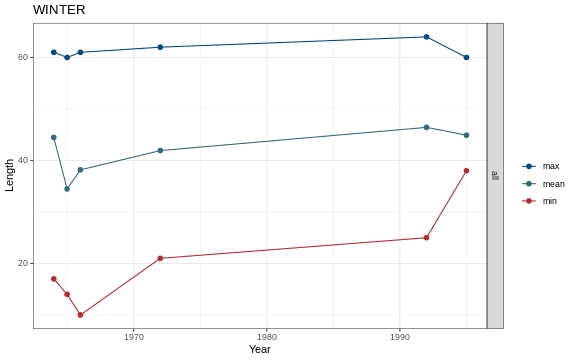 WINTER
Length
60
40
20
all
max
mean
min
1970
1980
1990
Year